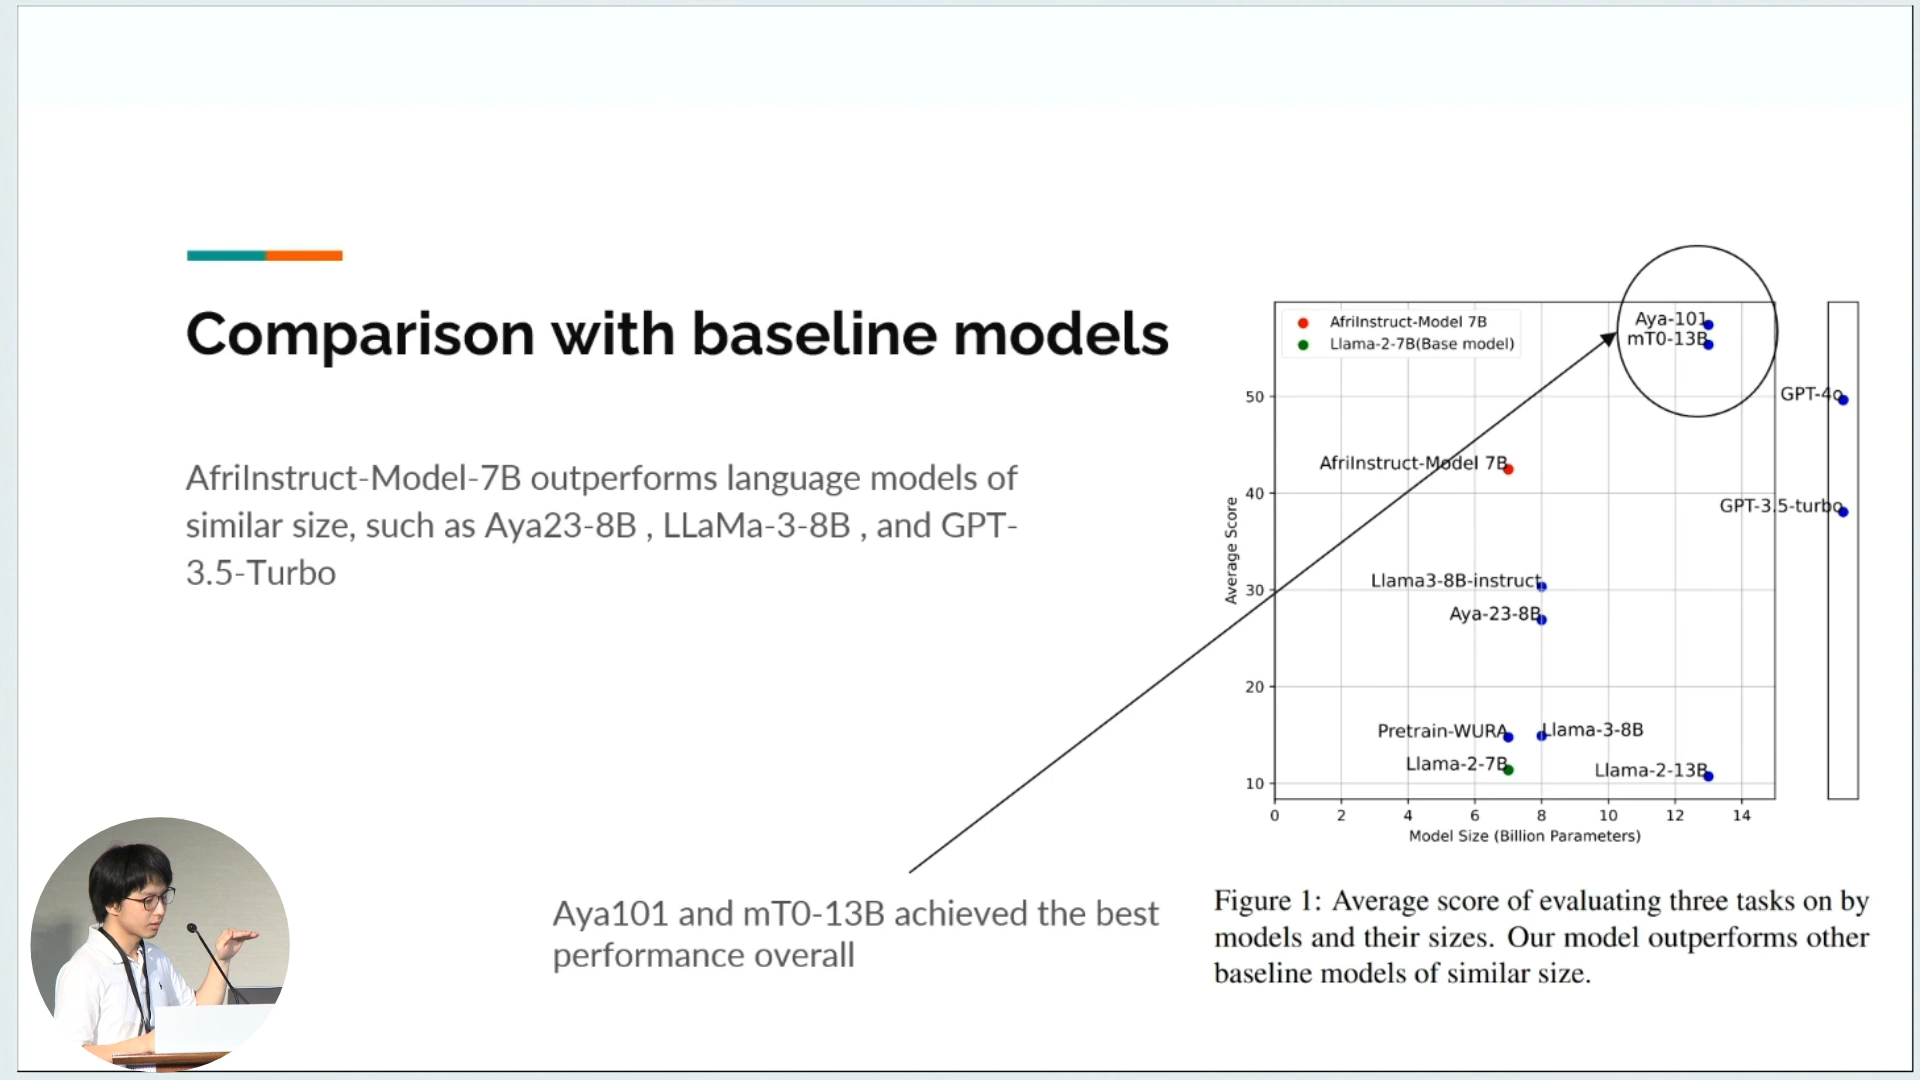 Comparison with baseline models
AfriInstruct-Model-7B outperforms language models of
similar size, such as Aya23-8B , LLaMa-3-8B , and GPT-
3.5-Turbo
Aya101 and mT0-13B achieved the best
performance overall
AfriInstruct-Model 7B
Llama-2-7B(Base model)
Aya-101
mT0-13B
GPT-4o
AfriInstruct-Model 7B
GPT-3.5-turbo
Llama3-8B-instruct
Aya-23-8B
Pretrain-WURA
Llama-3-8B
Llama-2-7B
Llama-2-13B
50
40
30
20
10
Average Score
0 2 4 6 8 10 12 14
Model Size (Billion Parameters)
Figure 1: Average score of evaluating three tasks on by
models and their sizes. Our model outperforms other
baseline models of similar size.